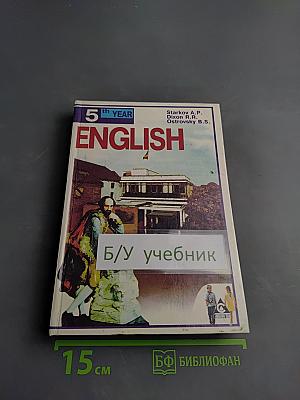 5th YEAR
Starkov A.P.
Dixon R.R.
Ostrovsky B.S.
ENGLISH
Б/У учебник
15 см
БФ БИБЛИОФАН